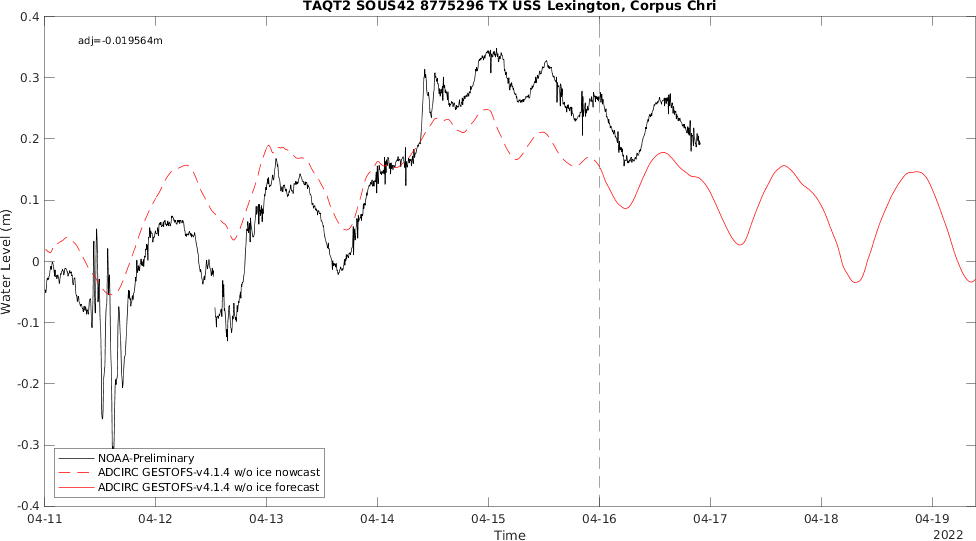 TAQT2 SOUS42 8775296 TX USS Lexington, Corpus Chri
adj=-0.019564m
0.4
0.3
0.2
0.1
0
-0.1
-0.2
-0.3
-0.4
Water Level (m)
NOAA-Preliminary
ADCIRC GESTOFS-v4.1.4 w/o ice nowcast
ADCIRC GESTOFS-v4.1.4 w/o ice forecast
04-11 04-12 04-13 04-14 04-15 04-16 04-17 04-18 04-19
Time
2022